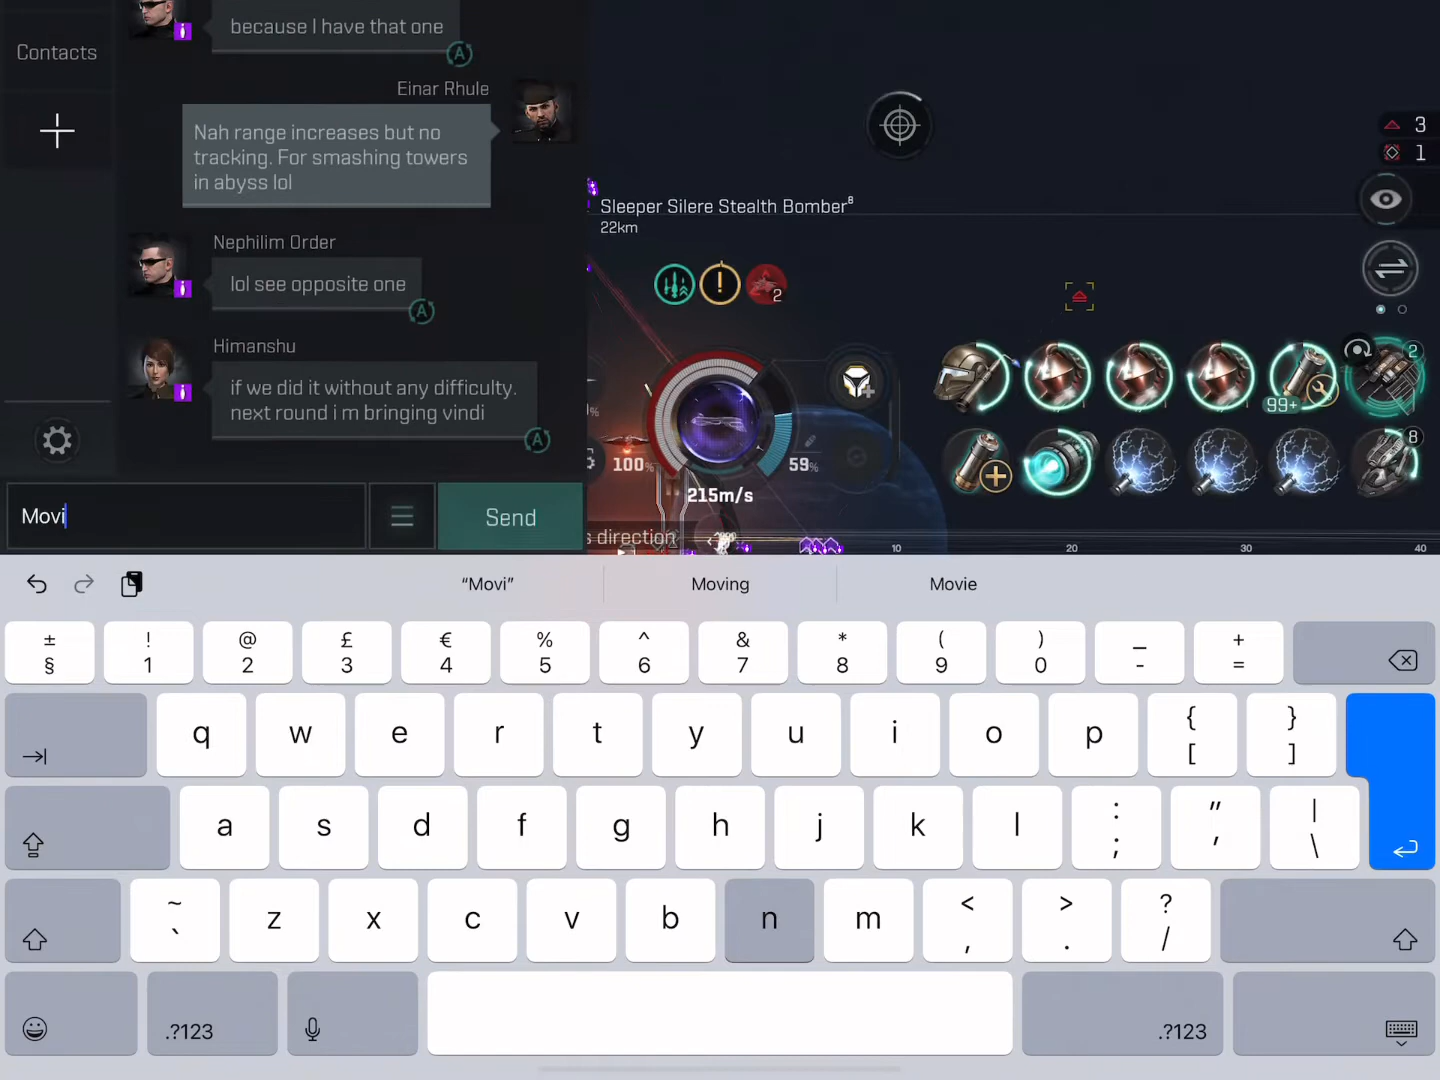 Contacts
because I have that one
A
Einar Rhule
Nah range increases but no
tracking. For smashing towers
in abyss lol
Nephilim Order
lol see opposite one
A
Himanshu
if we did it without any difficulty.
next round i m bringing vindi
A
Movi
Send
3
1
Sleeper Silere Stealth Bomber⁸
22km
!
2
99+
2
8
100%
59%
215m/s
s direction
10
20
30
40
“Movi”
Moving
Movie
± ! @ £ € % ^ & * ( ) _ +
§ 1 2 3 4 5 6 7 8 9 0 - =
q w e r t y u i o p { [ } ]
a s d f g h j k l : ; " ' | \
~ ` z x c v b n m < , > . ? /
.?123
.?123